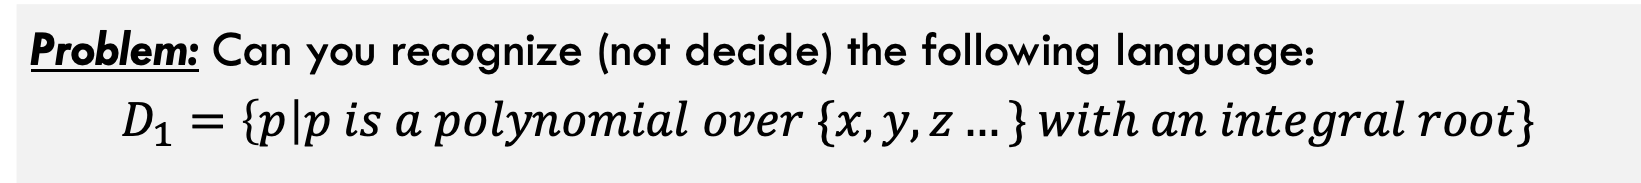 Problem: Can you recognize (not decide) the following language:
D₁ = {p|p is a polynomial over {x, y, z ...} with an integral root}